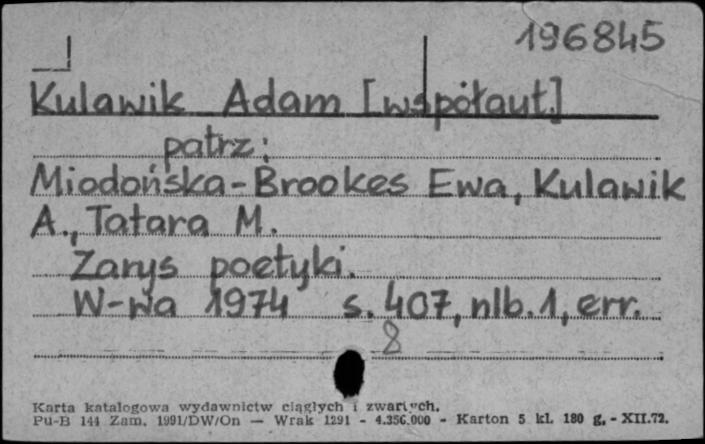 196845
Kulawik Adam [współaut.]
patrz:
Miodońska-Brookes Ewa, Kulawik
A., Tatara M.
Zarys poetyki.
W-wa 1974 s. 407, nlb. 1, err.
8
Karta katalogowa wydawnictw ciągłych i zwartych.
Pu-B 144 Zam. 1991/DW/On — Wrak 1291 - 4.356.000 - Karton 5 kl. 180 g. - XII.72.